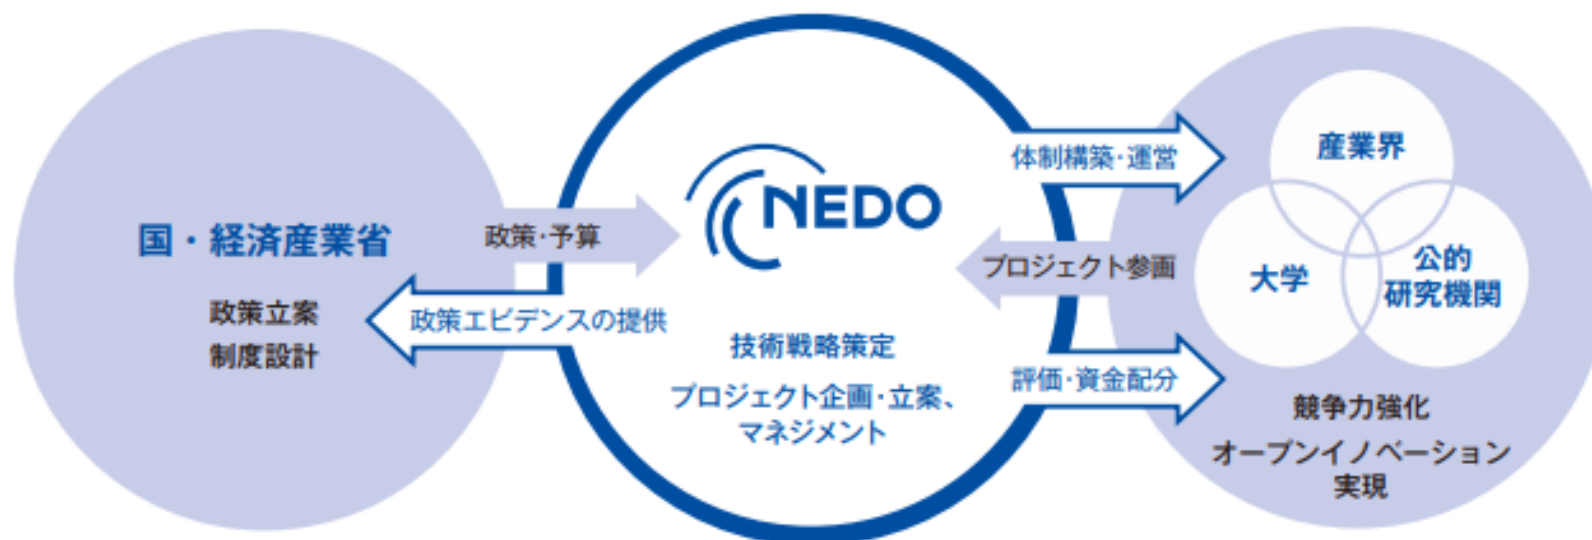 国・経済産業省
政策立案
制度設計
政策・予算
政策エビデンスの提供
NEDO
技術戦略策定
プロジェクト企画・立案、
マネジメント
体制構築・運営
プロジェクト参画
評価・資金配分
産業界
大学
公的
研究機関
競争力強化
オープンイノベーション
実現